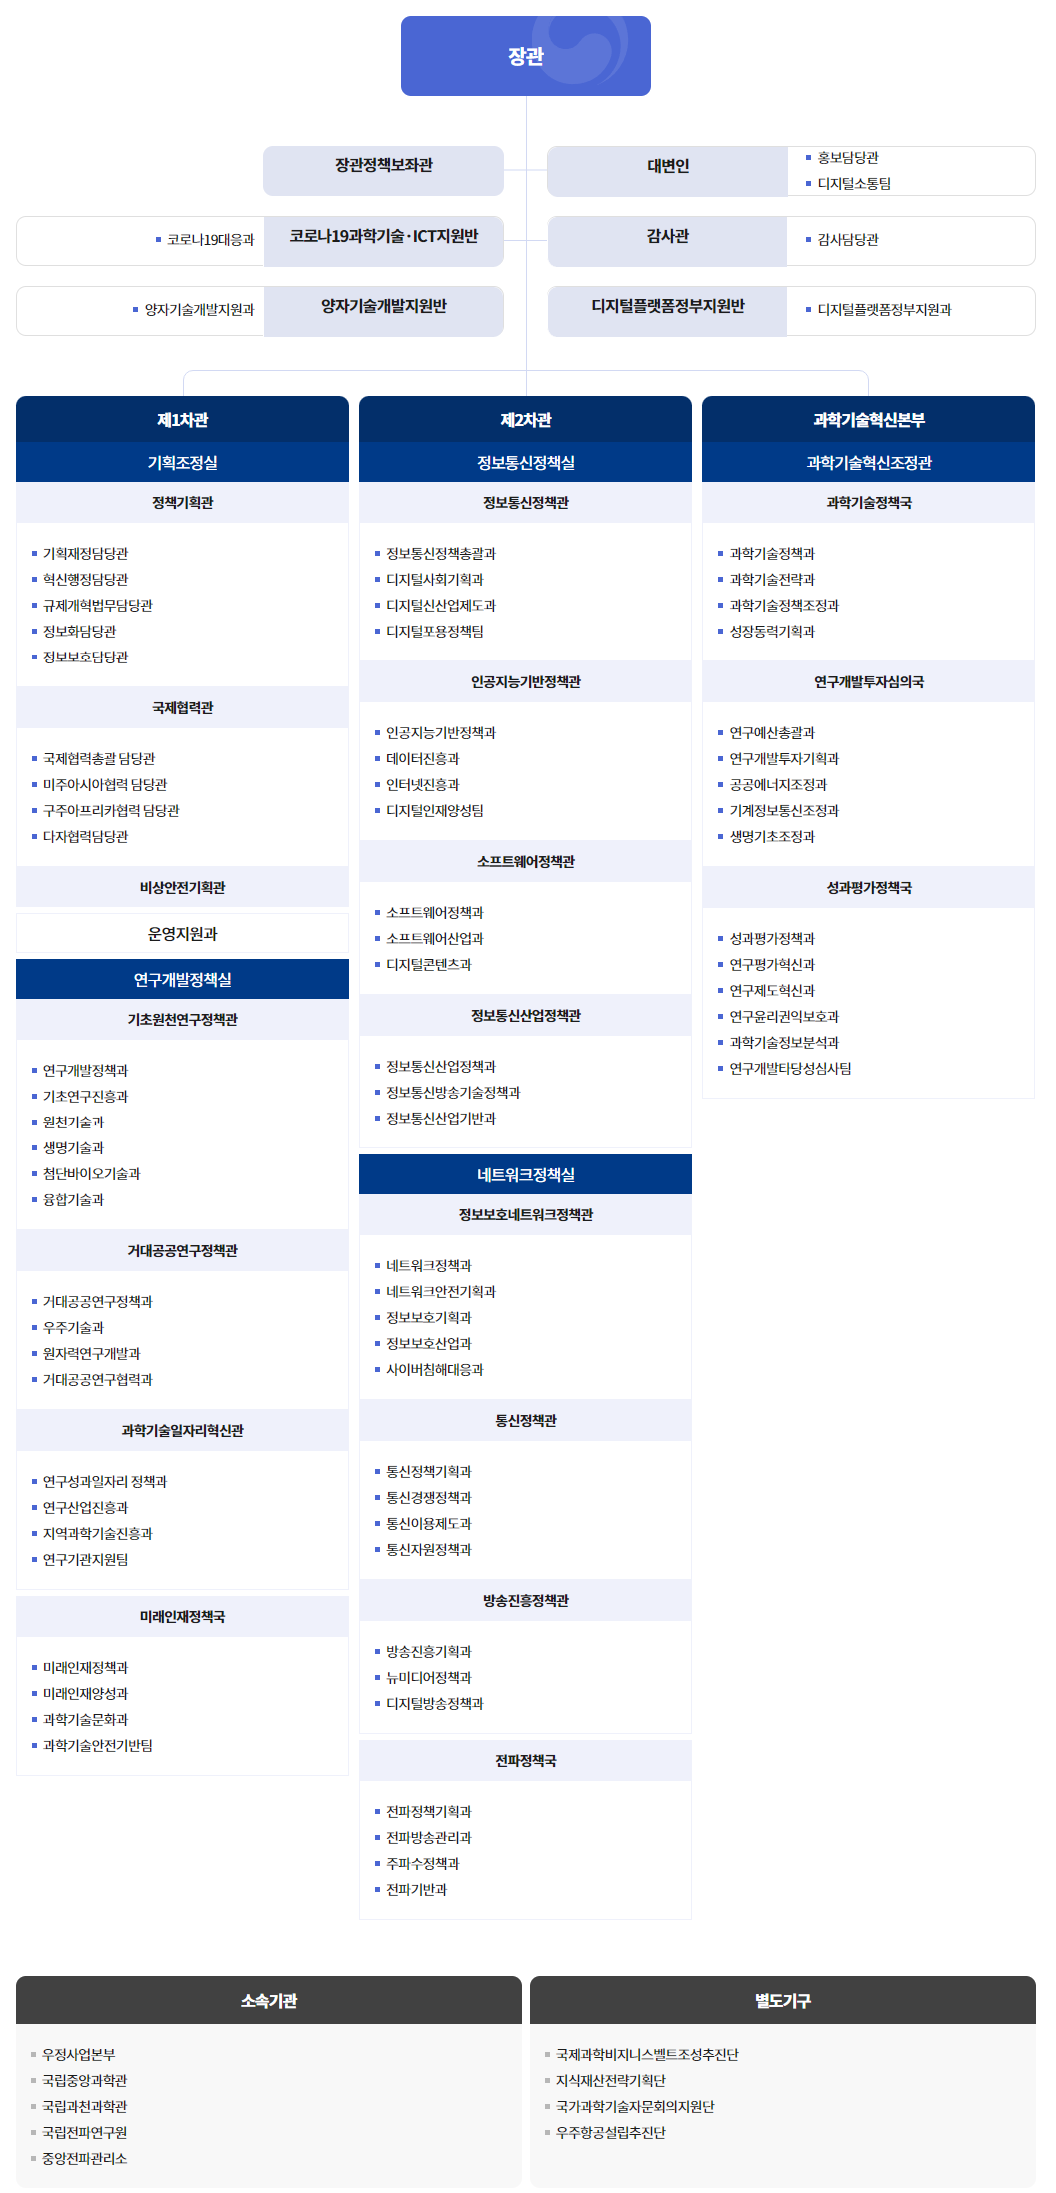 장관
장관정책보좌관
대변인
홍보담당관
디지털소통팀
코로나19대응과
코로나19과학기술·ICT지원반
감사관
감사담당관
양자기술개발지원과
양자기술개발지원반
디지털플랫폼정부지원반
디지털플랫폼정부지원과
제1차관
기획조정실
정책기획관
기획재정담당관
혁신행정담당관
규제개혁법무담당관
정보화담당관
정보보호담당관
국제협력관
국제협력총괄 담당관
미주아시아협력 담당관
구주아프리카협력 담당관
다자협력담당관
비상안전기획관
운영지원과
연구개발정책실
기초원천연구정책관
연구개발정책과
기초연구진흥과
원천기술과
생명기술과
첨단바이오기술과
융합기술과
거대공공연구정책관
거대공공연구정책과
우주기술과
원자력연구개발과
거대공공연구협력과
과학기술일자리혁신관
연구성과일자리 정책과
연구산업진흥과
지역과학기술진흥과
연구기관지원팀
미래인재정책국
미래인재정책과
미래인재양성과
과학기술문화과
과학기술안전기반팀
제2차관
정보통신정책실
정보통신정책관
정보통신정책총괄과
디지털사회기획과
디지털신산업제도과
디지털포용정책팀
인공지능기반정책관
인공지능기반정책과
데이터진흥과
인터넷진흥과
디지털인재양성팀
소프트웨어정책관
소프트웨어정책과
소프트웨어산업과
디지털콘텐츠과
정보통신산업정책관
정보통신산업정책과
정보통신방송기술정책과
정보통신산업기반과
네트워크정책실
정보보호네트워크정책관
네트워크정책과
네트워크안전기획과
정보보호기획과
정보보호산업과
사이버침해대응과
통신정책관
통신정책기획과
통신경쟁정책과
통신이용제도과
통신자원정책과
방송진흥정책관
방송진흥기획과
뉴미디어정책과
디지털방송정책과
전파정책국
전파정책기획과
전파방송관리과
주파수정책과
전파기반과
과학기술혁신본부
과학기술혁신조정관
과학기술정책국
과학기술정책과
과학기술전략과
과학기술정책조정과
성장동력기획과
연구개발투자심의국
연구예산총괄과
연구개발투자기획과
공공에너지조정과
기계정보통신조정과
생명기초조정과
성과평가정책국
성과평가정책과
연구평가혁신과
연구제도혁신과
연구윤리권익보호과
과학기술정보분석과
연구개발타당성심사팀
소속기관
우정사업본부
국립중앙과학관
국립과천과학관
국립전파연구원
중앙전파관리소
별도기구
국제과학비지니스벨트조성추진단
지식재산전략기획단
국가과학기술자문회의지원단
우주항공설립추진단